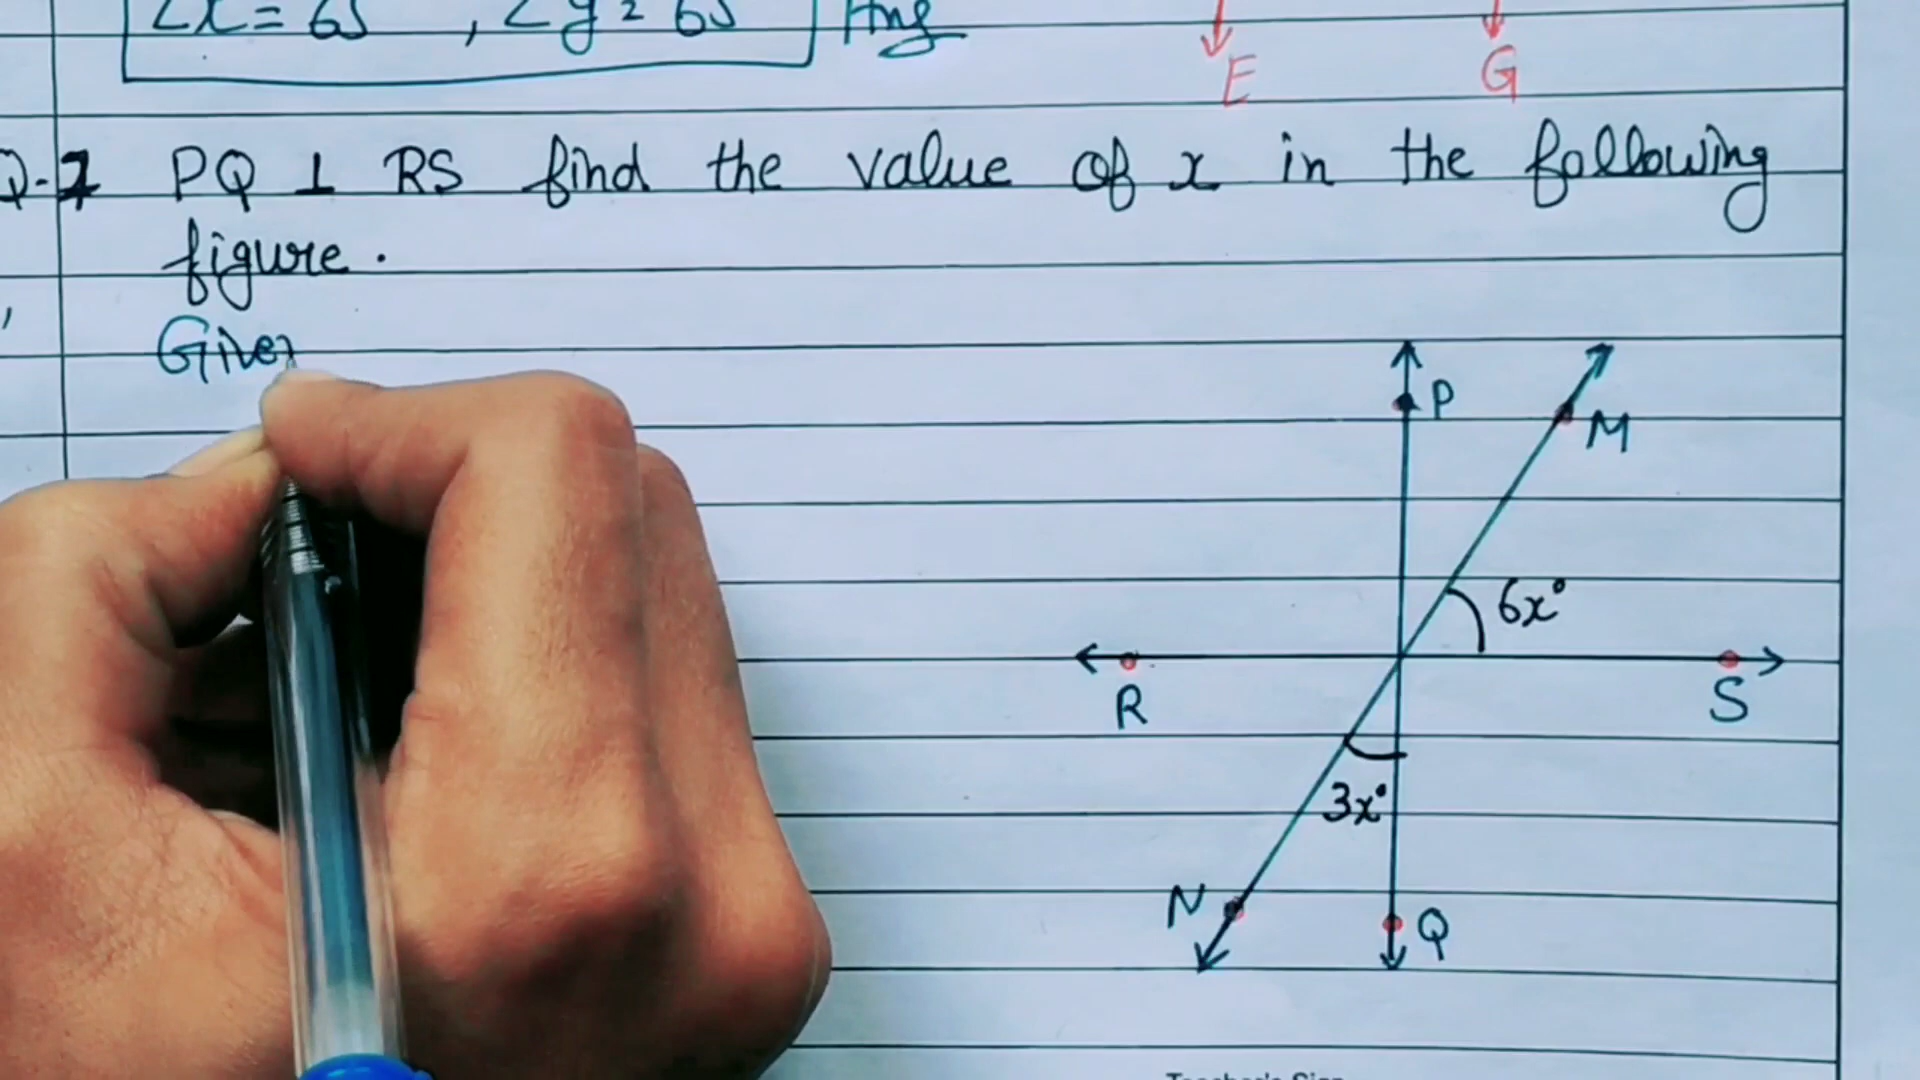 ∠x = 65 , ∠y = 65 Ans
E G
Q-7 PQ ⊥ RS find the value of x in the following
figure.
Given
P
M
6x°
R S
3x°
N Q